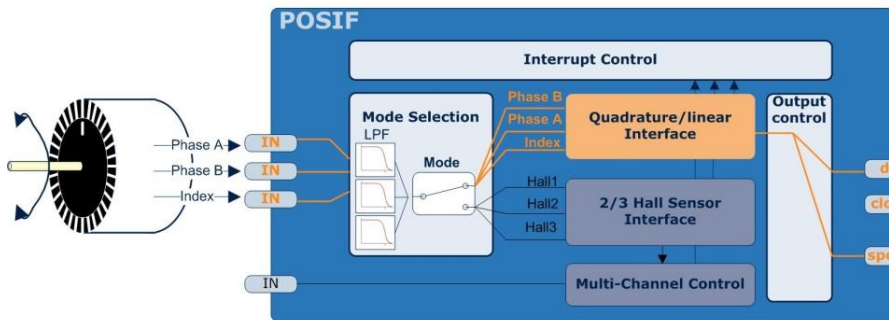 POSIF
Interrupt Control
Mode Selection
LPF
Mode
Phase A
Phase B
Index
IN
IN
IN
IN
Phase B
Phase A
Index
Hall1
Hall2
Hall3
Quadrature/linear
Interface
2/3 Hall Sensor
Interface
Multi-Channel Control
Output
control